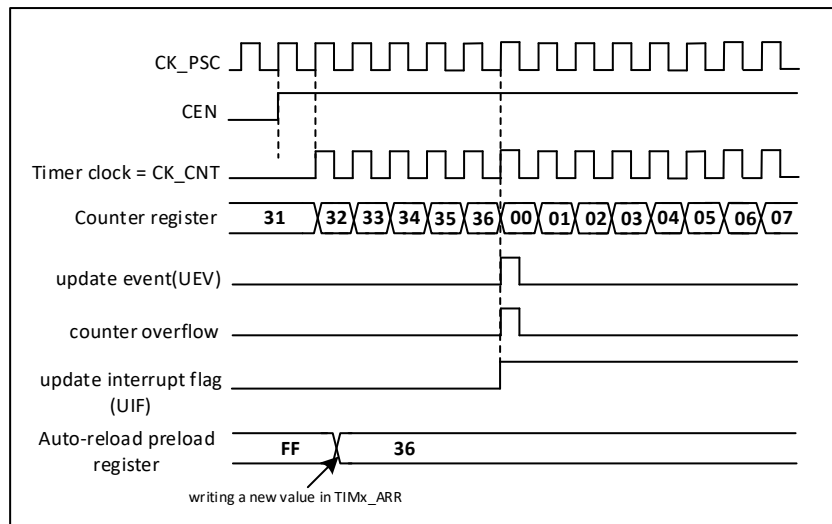 CK_PSC
CEN
Timer clock = CK_CNT
Counter register 31 32 33 34 35 36 00 01 02 03 04 05 06 07
update event(UEV)
counter overflow
update interrupt flag
(UIF)
Auto-reload preload
register
FF 36
writing a new value in TIMx_ARR